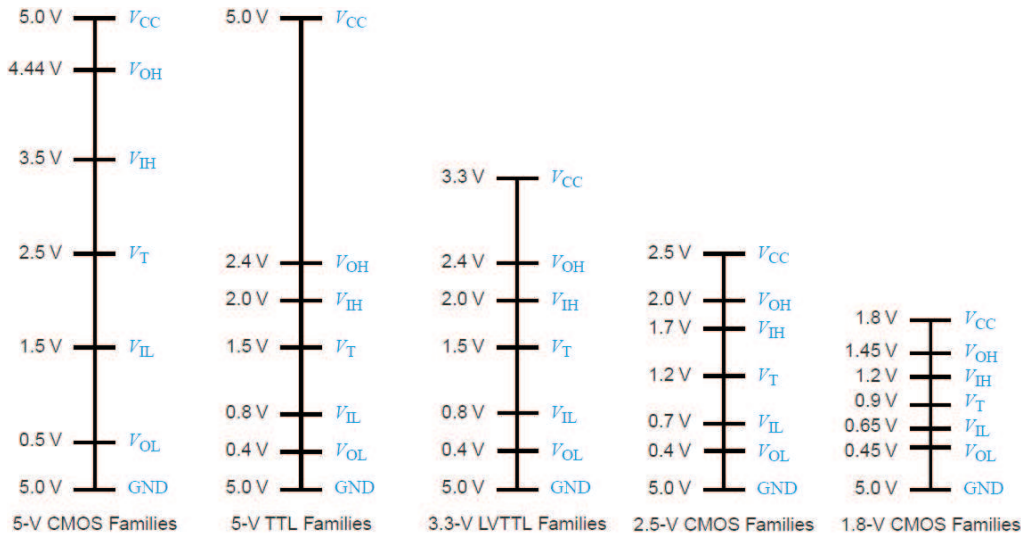 5.0 V VCC
4.44 V VOH
3.5 V VIH
2.5 V VT
1.5 V VIL
0.5 V VOL
5.0 V GND
5-V CMOS Families
5.0 V VCC
2.4 V VOH
2.0 V VIH
1.5 V VT
0.8 V VIL
0.4 V VOL
5.0 V GND
5-V TTL Families
3.3 V VCC
2.4 V VOH
2.0 V VIH
1.5 V VT
0.8 V VIL
0.4 V VOL
5.0 V GND
3.3-V LVTTL Families
2.5 V VCC
2.0 V VOH
1.7 V VIH
1.2 V VT
0.7 V VIL
0.4 V VOL
5.0 V GND
2.5-V CMOS Families
1.8 V VCC
1.45 V VOH
1.2 V VIH
0.9 V VT
0.65 V VIL
0.45 V VOL
5.0 V GND
1.8-V CMOS Families